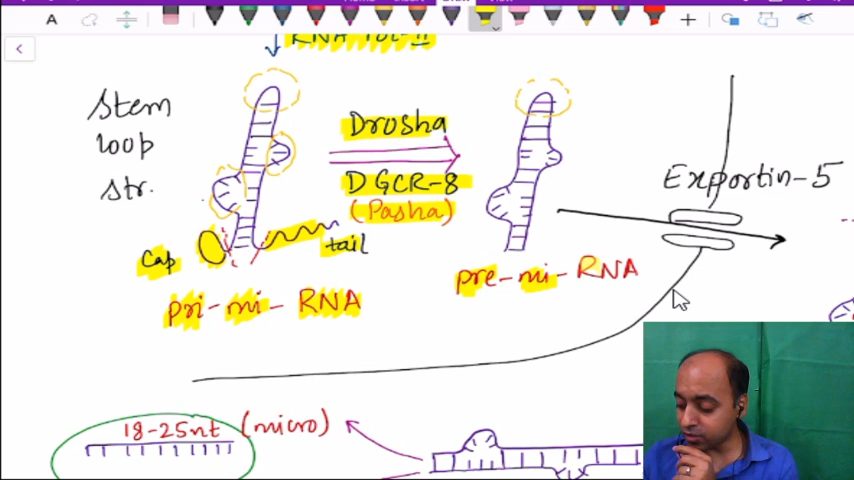 RNA Pol-II
Stem
loop
str.
Drosha
DGCR-8
(Pasha)
Exportin-5
Cap
tail
pri-mi-RNA
pre-mi-RNA
18-25nt (micro)